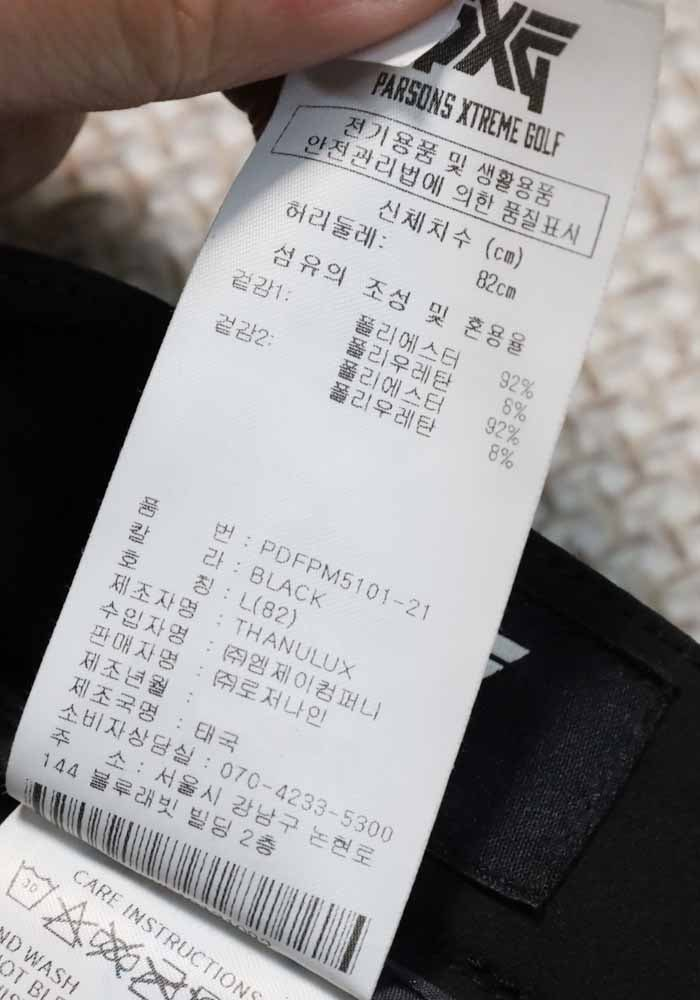 PXG
PARSONS XTREME GOLF
전기용품 및 생활용품
안전관리법에 의한 품질표시
신체치수 (cm)
허리둘레: 82cm
섬유의 조성 및 혼용율
겉감1: 폴리에스터 92%
폴리우레탄 8%
겉감2: 폴리에스터 92%
폴리우레탄 8%
품 번 : PDFPM5101-21
칼 라 : BLACK
호 칭 : L(82)
제조자명 : THANULUX
수입자명 : ㈜엠제이컴퍼니
판매자명 : ㈜로저나인
제조년월 :
제조국명 : 태국
소비자상담실 : 070-4233-5300
주 소 : 서울시 강남구 논현로
144 블루래빗 빌딩 2층
CARE INSTRUCTIONS
30
ND WASH
NOT BLE